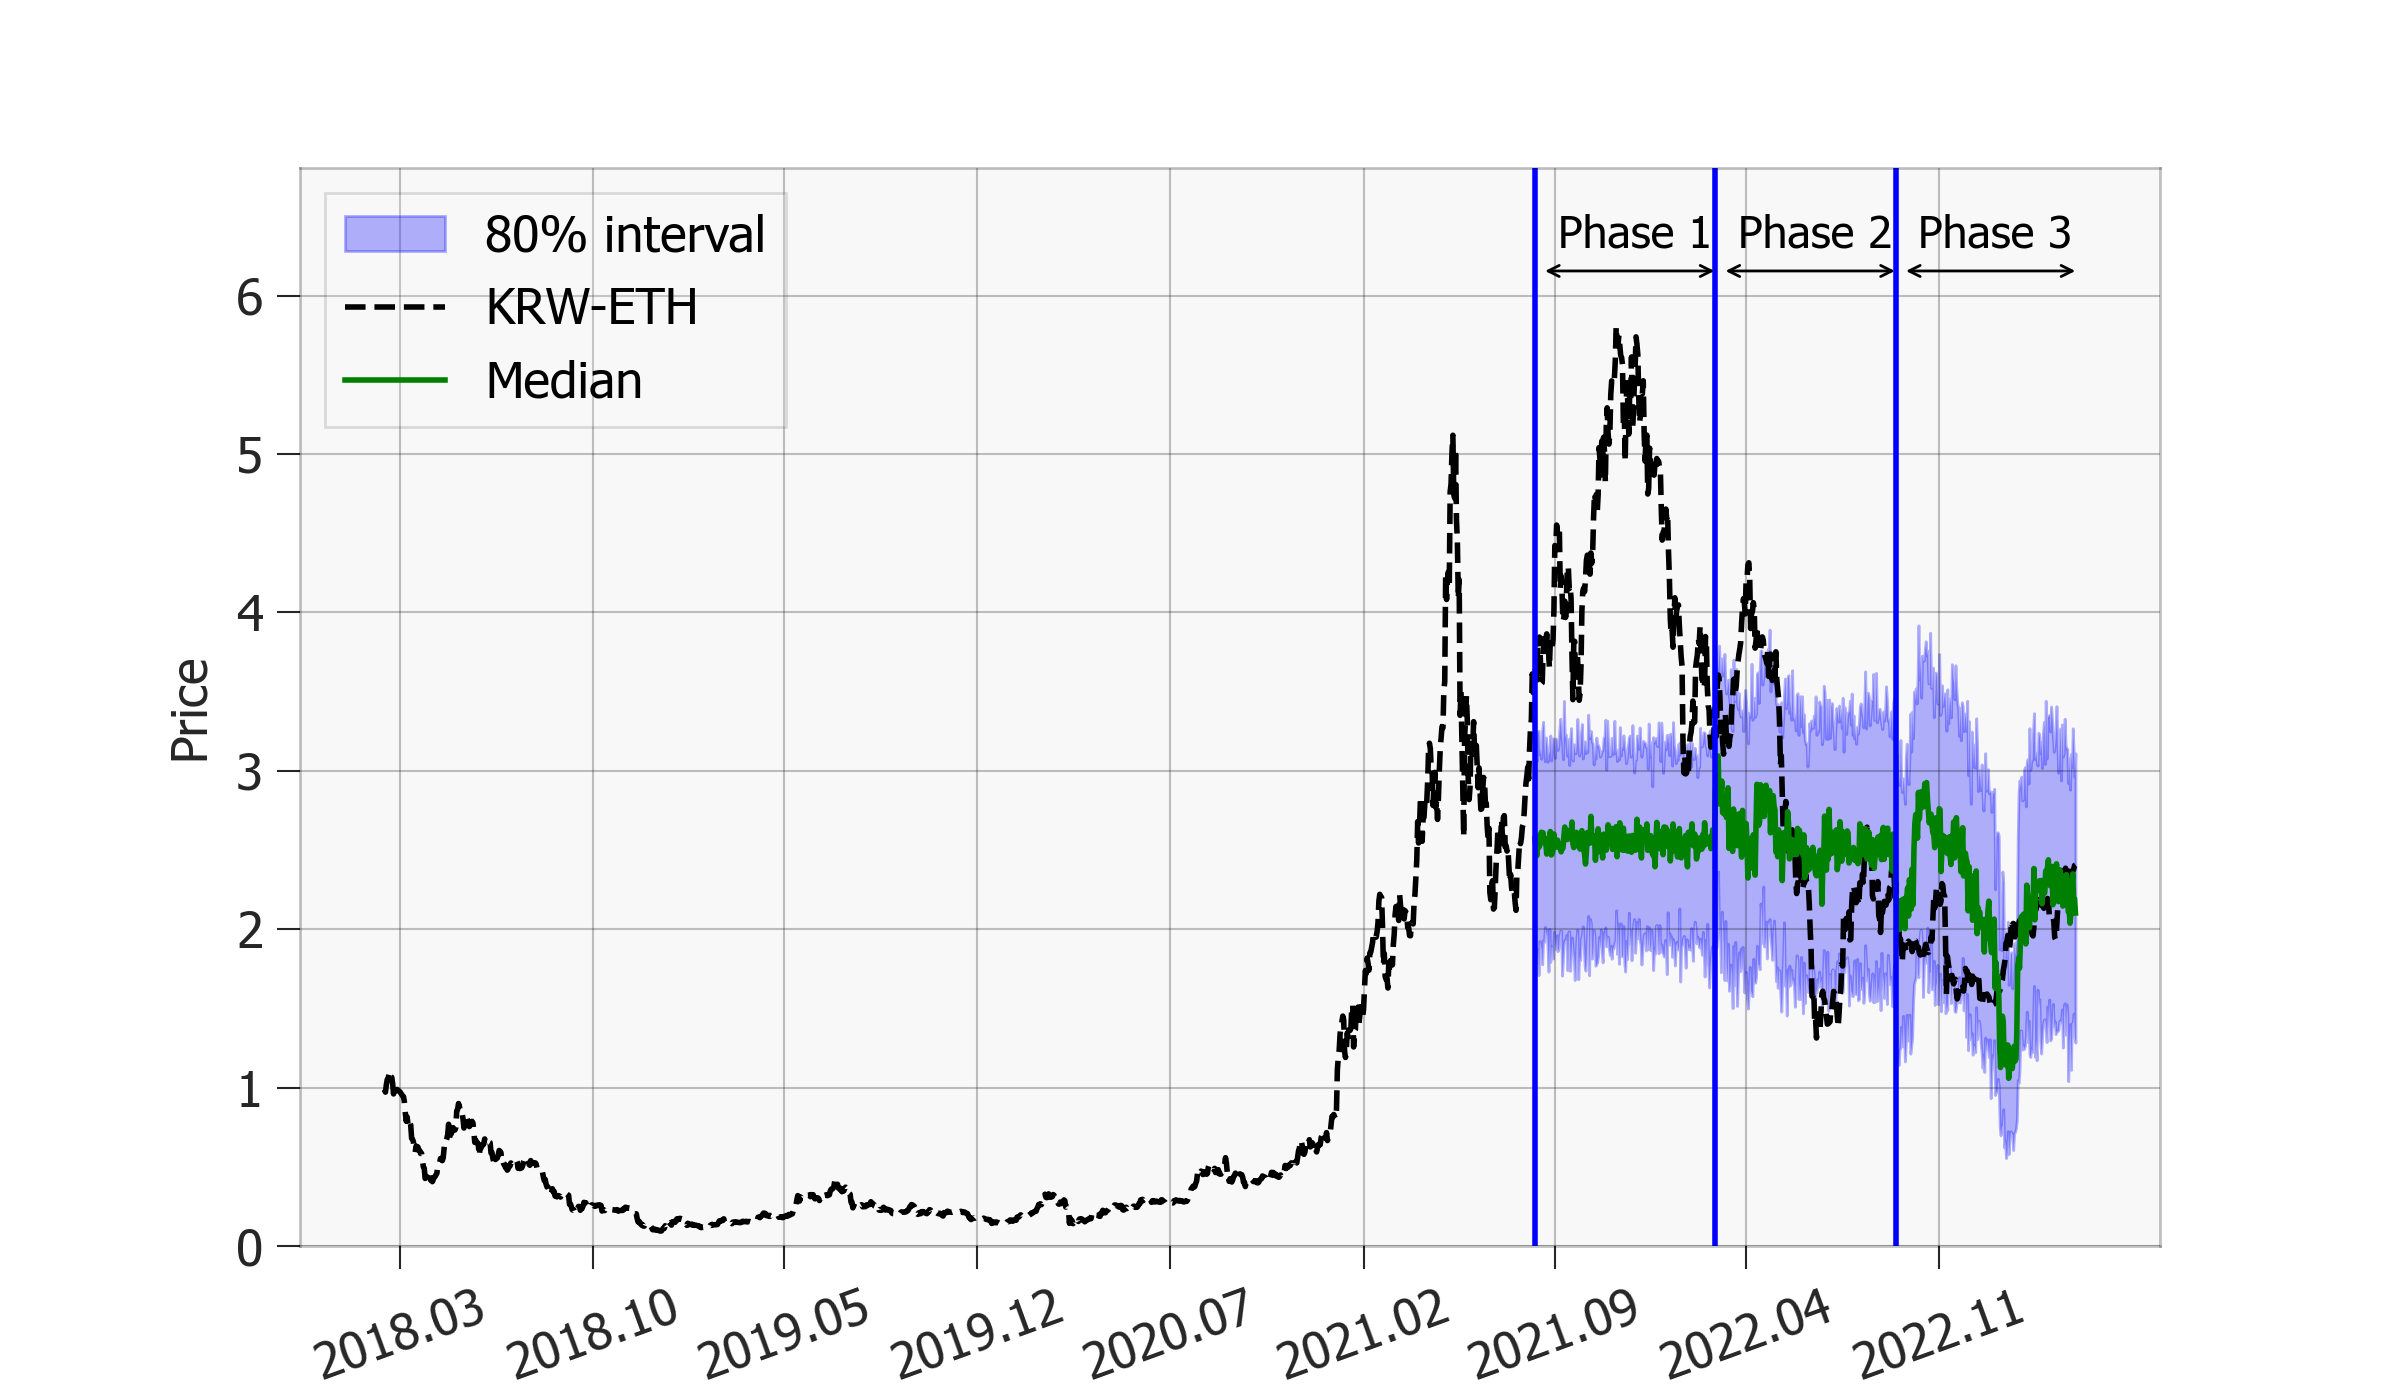 80% interval
KRW-ETH
Median
Phase 1
Phase 2
Phase 3
Price
6
5
4
3
2
1
0
2018.03
2018.10
2019.05
2019.12
2020.07
2021.02
2021.09
2022.04
2022.11